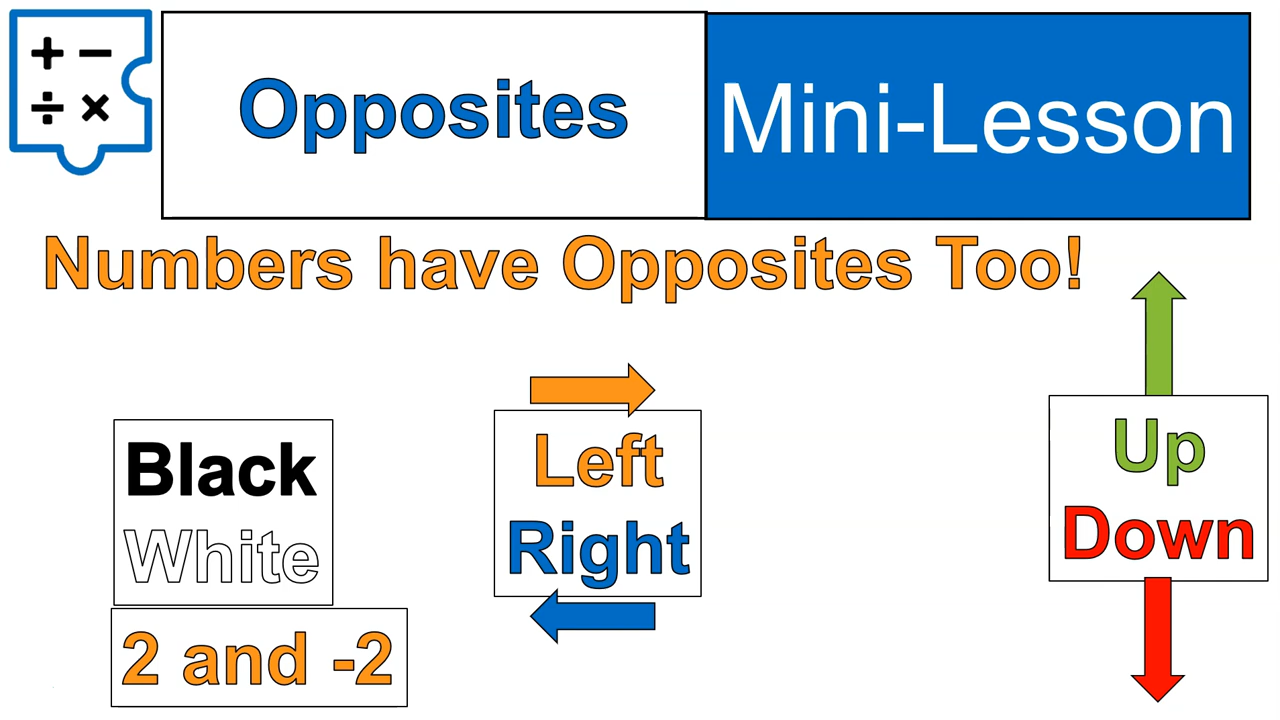 + −
÷ ×
Opposites
Mini-Lesson
Numbers have Opposites Too!
Black
White
2 and -2
Left
Right
Up
Down